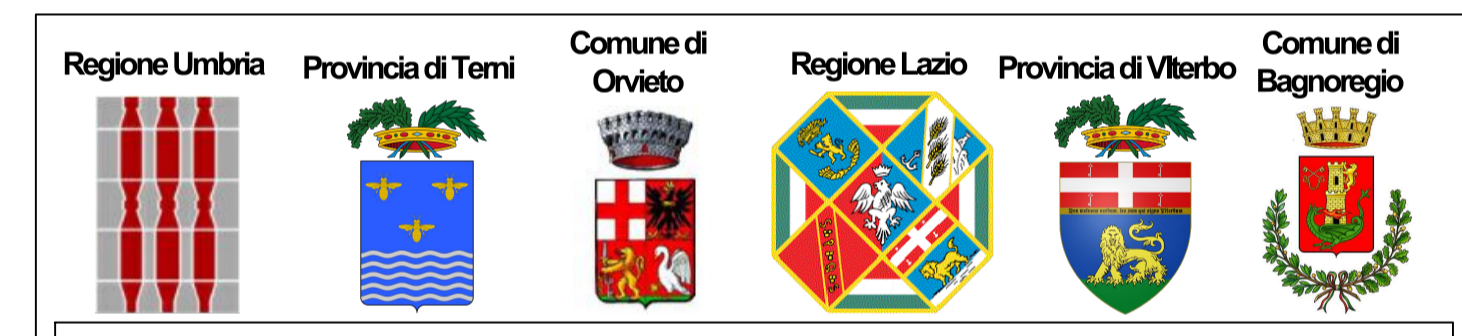 Regione Umbria
Provincia di Terni
Comune di
Orvieto
Regione Lazio
Provincia di VIterbo
Comune di
Bagnoregio